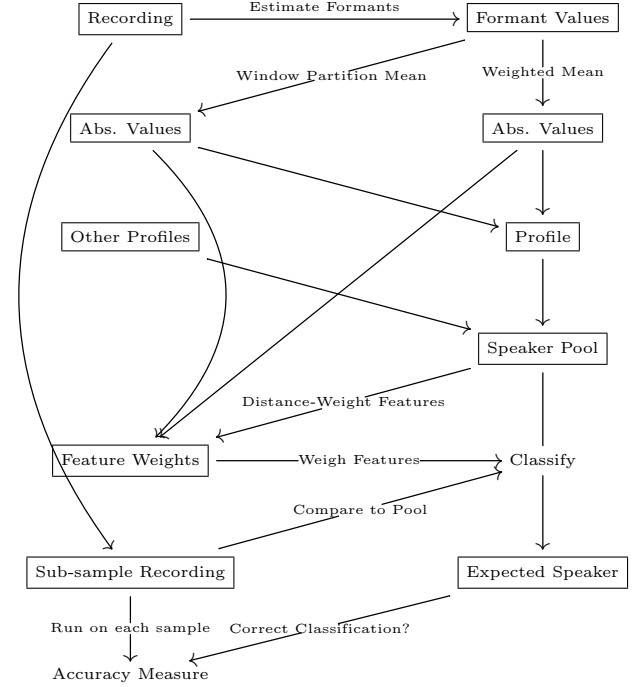 Recording
Estimate Formants
Formant Values
Window Partition Mean
Weighted Mean
Abs. Values
Abs. Values
Other Profiles
Profile
Speaker Pool
Distance-Weight Features
Feature Weights
Weigh Features
Classify
Compare to Pool
Sub-sample Recording
Expected Speaker
Run on each sample
Correct Classification?
Accuracy Measure